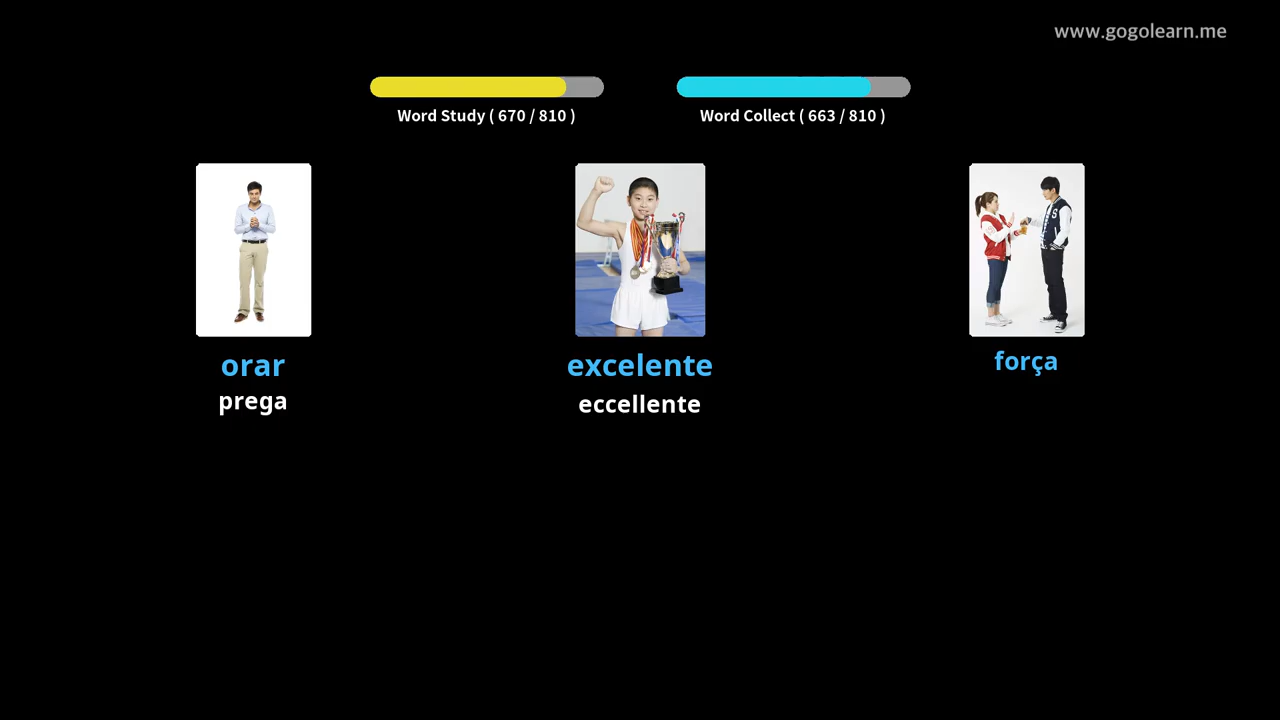 www.gogolearn.me
Word Study ( 670 / 810 )
Word Collect ( 663 / 810 )
orar
prega
excelente
eccellente
força